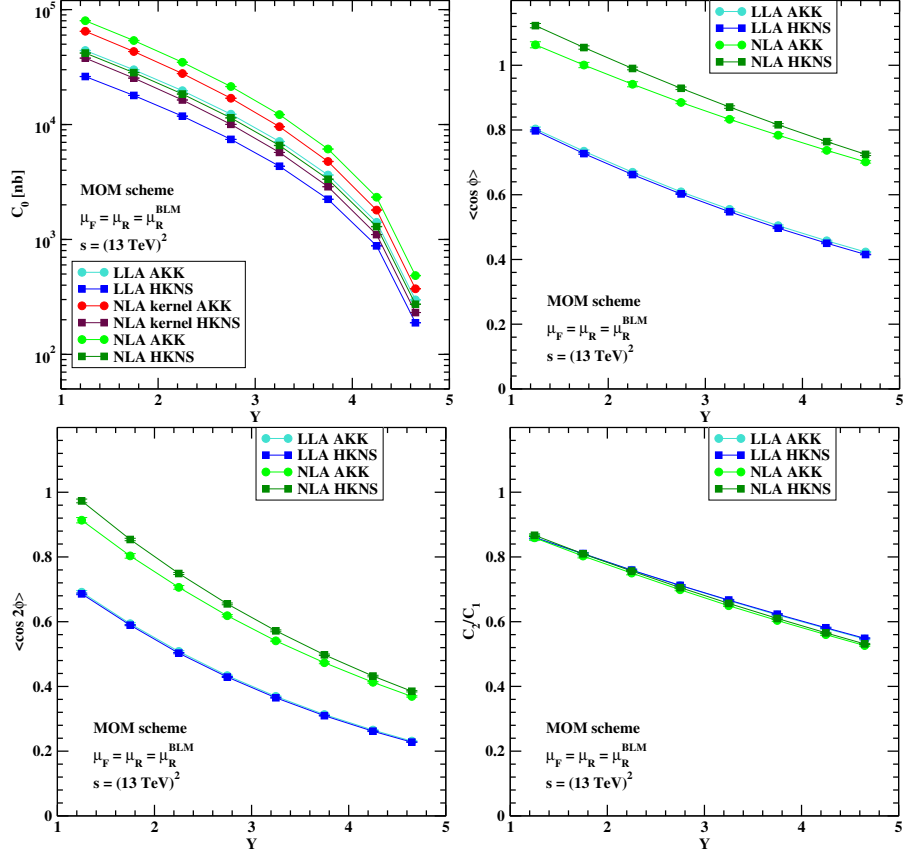 10^5
10^4
10^3
10^2
C_0 [nb]
MOM scheme
μ_F = μ_R = μ_R^BLM
s = (13 TeV)^2
LLA AKK
LLA HKNS
NLA kernel AKK
NLA kernel HKNS
NLA AKK
NLA HKNS
1 2 3 4 5
Y
LLA AKK
LLA HKNS
NLA AKK
NLA HKNS
1
0.8
0.6
0.4
0.2
0
<cos ϕ>
MOM scheme
μ_F = μ_R = μ_R^BLM
s = (13 TeV)^2
1 2 3 4 5
Y
LLA AKK
LLA HKNS
NLA AKK
NLA HKNS
1
0.8
0.6
0.4
0.2
0
<cos 2ϕ>
MOM scheme
μ_F = μ_R = μ_R^BLM
s = (13 TeV)^2
1 2 3 4 5
Y
LLA AKK
LLA HKNS
NLA AKK
NLA HKNS
1
0.8
0.6
0.4
0.2
0
C_2/C_1
MOM scheme
μ_F = μ_R = μ_R^BLM
s = (13 TeV)^2
1 2 3 4 5
Y